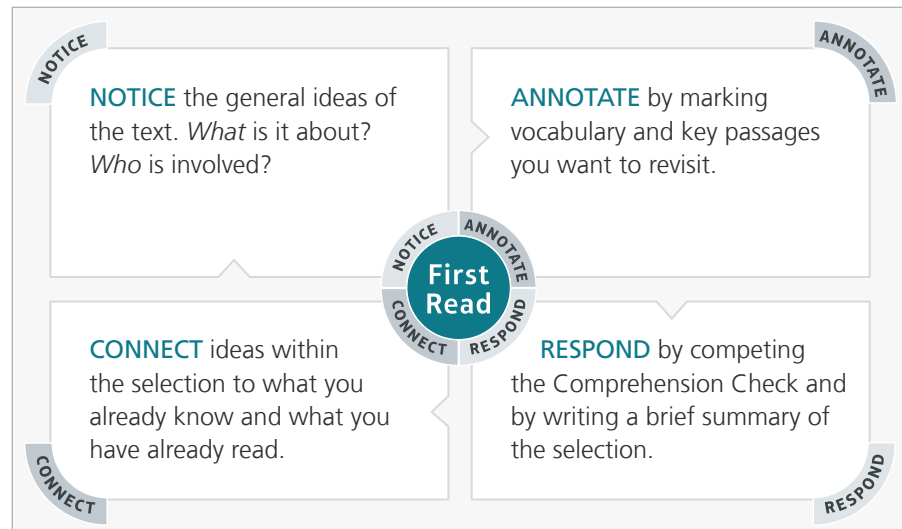 NOTICE
NOTICE the general ideas of
the text. What is it about?
Who is involved?
ANNOTATE
ANNOTATE by marking
vocabulary and key passages
you want to revisit.
NOTICE
ANNOTATE
First
Read
CONNECT
RESPOND
CONNECT ideas within
the selection to what you
already know and what you
have already read.
CONNECT
RESPOND by competing
the Comprehension Check and
by writing a brief summary of
the selection.
RESPOND